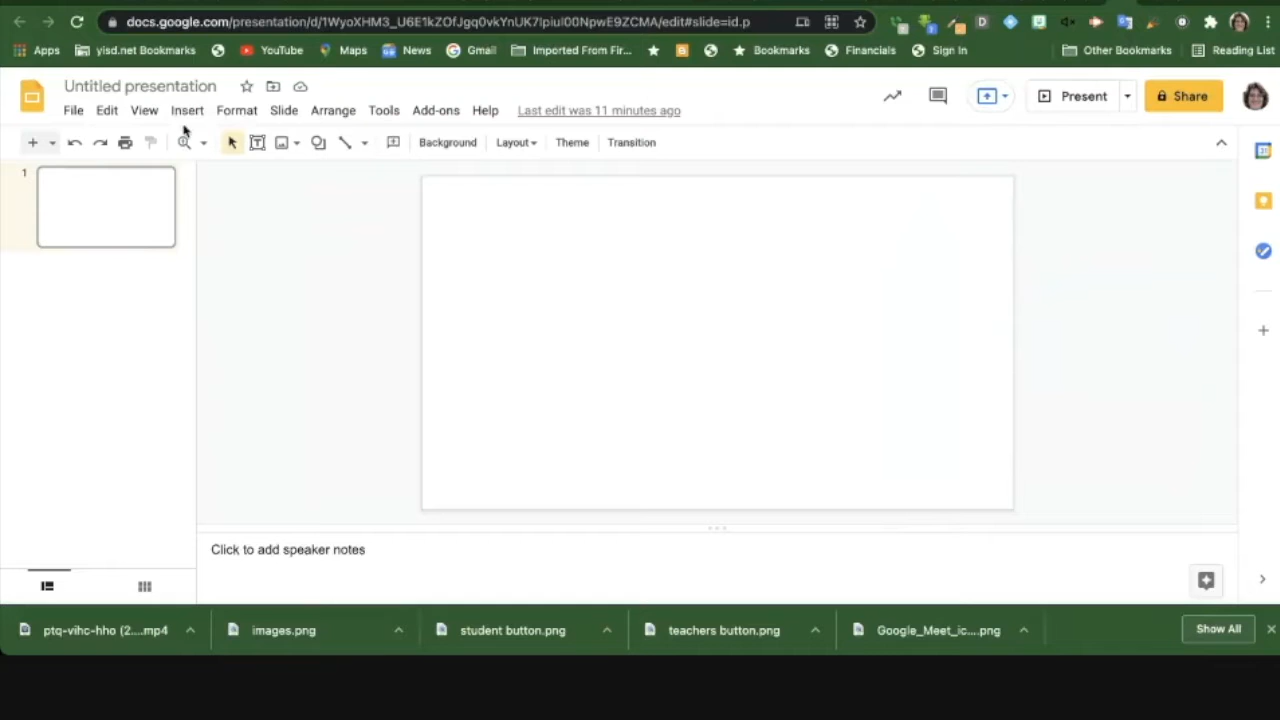 docs.google.com/presentation/d/1WyoXHM3_U6E1kZOfJgq0vkYnUK7lpiul00NpwE9ZCMA/edit#slide=id.p
Apps yisd.net Bookmarks YouTube Maps News Gmail Imported From Fir... Bookmarks Financials Sign In Other Bookmarks Reading List
Untitled presentation
File Edit View Insert Format Slide Arrange Tools Add-ons Help Last edit was 11 minutes ago Present Share
Background Layout Theme Transition
1
Click to add speaker notes
ptq-vihc-hho (2....mp4 images.png student button.png teachers button.png Google_Meet_ic....png Show All